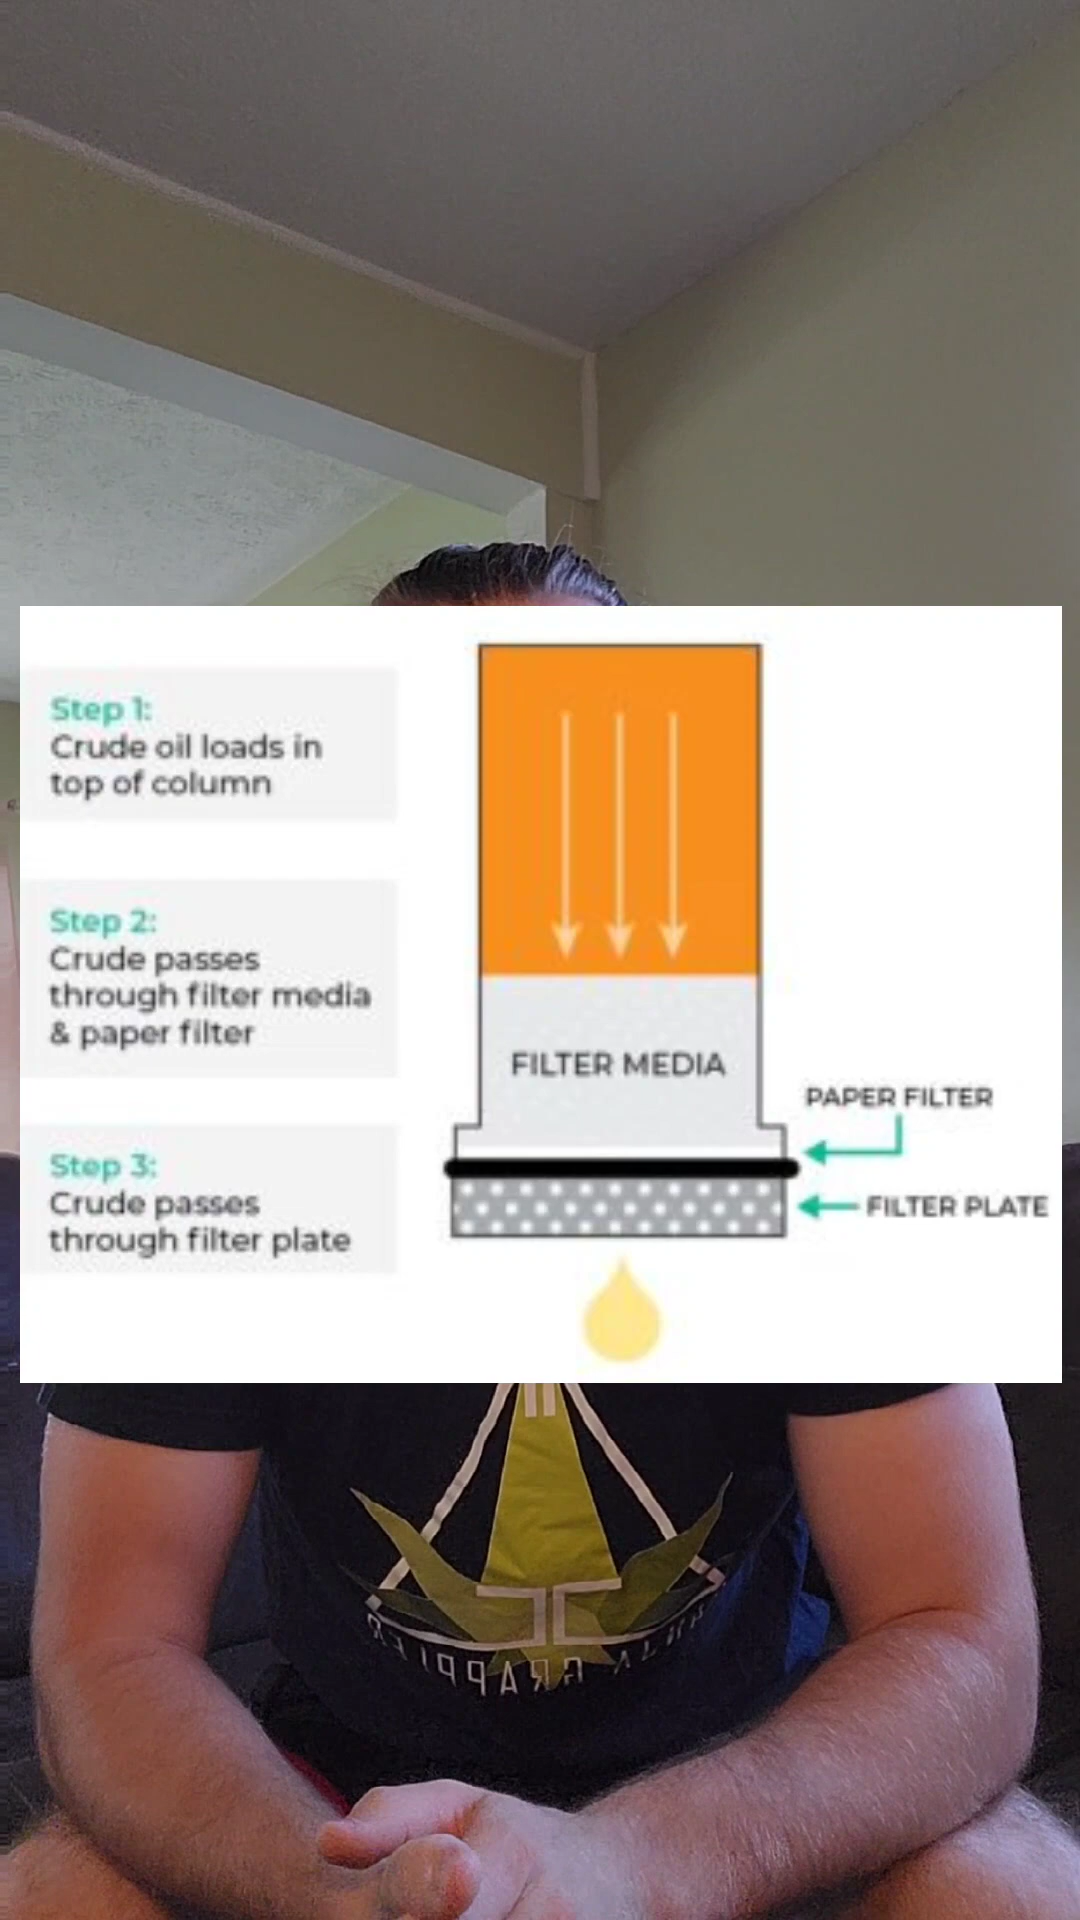 Step 1:
Crude oil loads in
top of column
Step 2:
Crude passes
through filter media
& paper filter
Step 3:
Crude passes
through filter plate
FILTER MEDIA
PAPER FILTER
FILTER PLATE
GRAPPLER